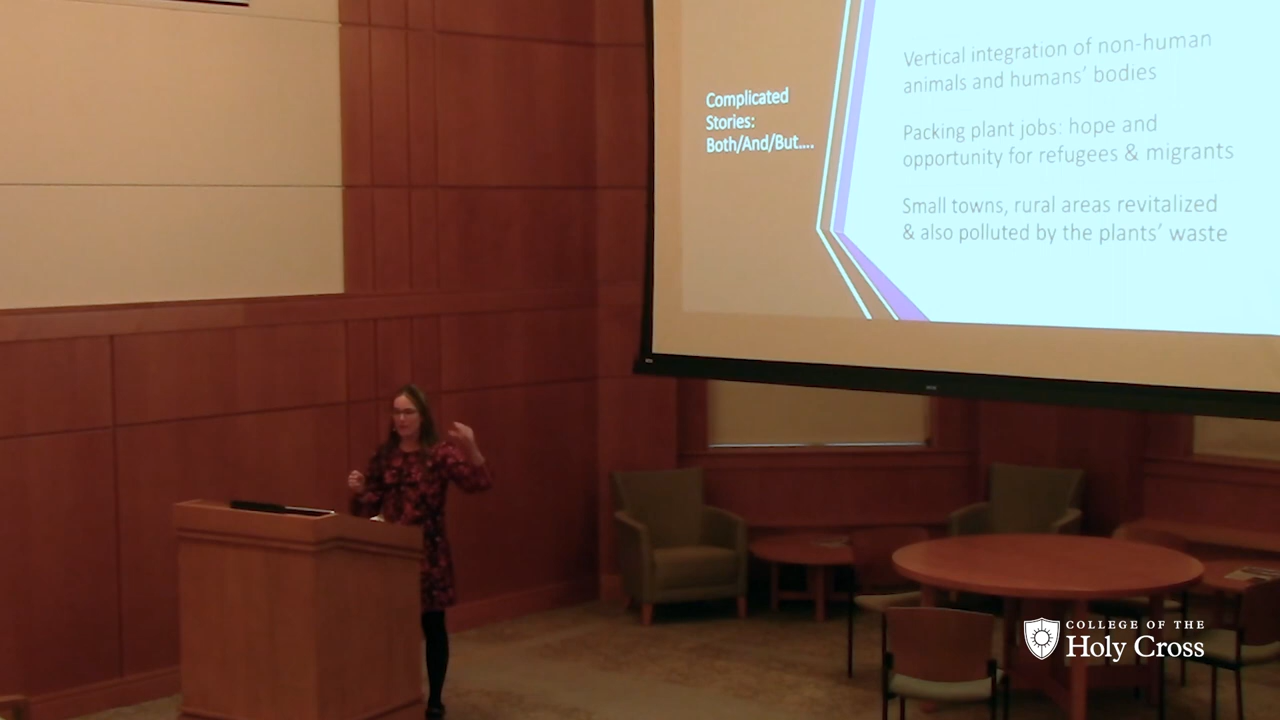 Complicated
Stories:
Both/And/But....
Vertical integration of non-human
animals and humans' bodies
Packing plant jobs: hope and
opportunity for refugees & migrants
Small towns, rural areas revitalized
& also polluted by the plants' waste
COLLEGE OF THE
Holy Cross